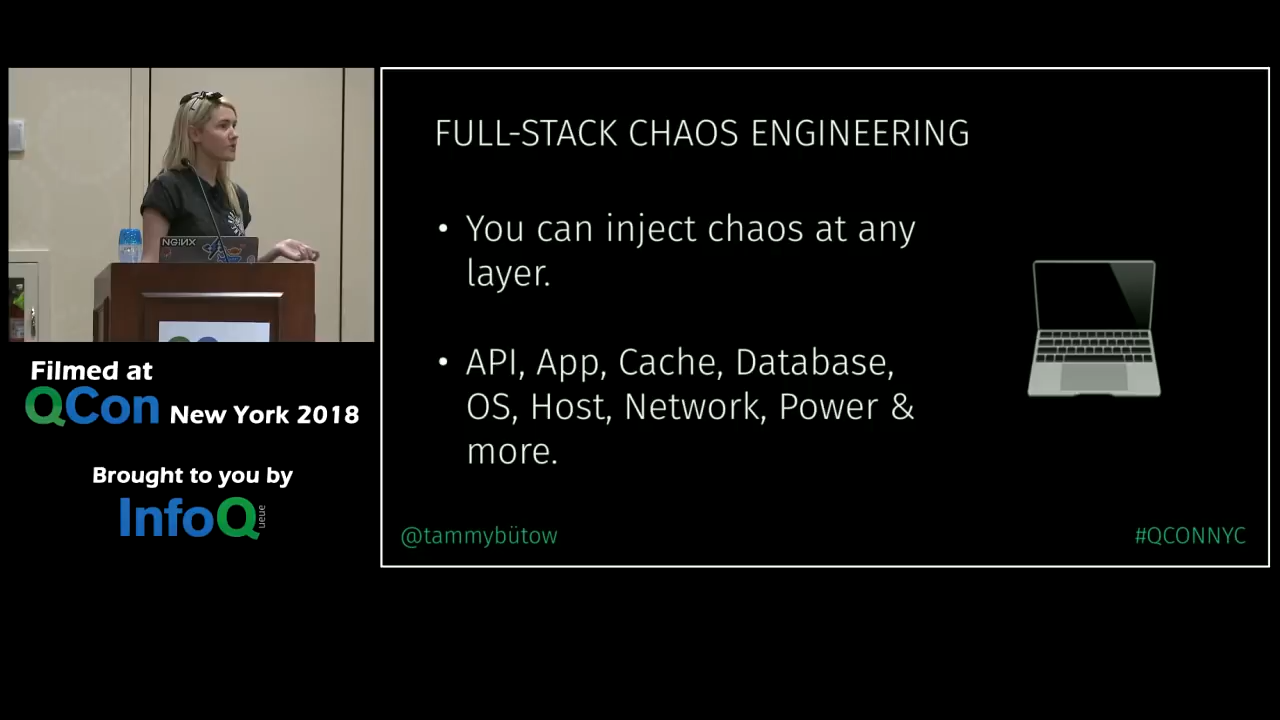 FULL-STACK CHAOS ENGINEERING
• You can inject chaos at any
layer.
• API, App, Cache, Database,
OS, Host, Network, Power &
more.
@tammybütow
#QCONNYC
NGINX
Filmed at
QCon New York 2018
Brought to you by
InfoQ
ueue